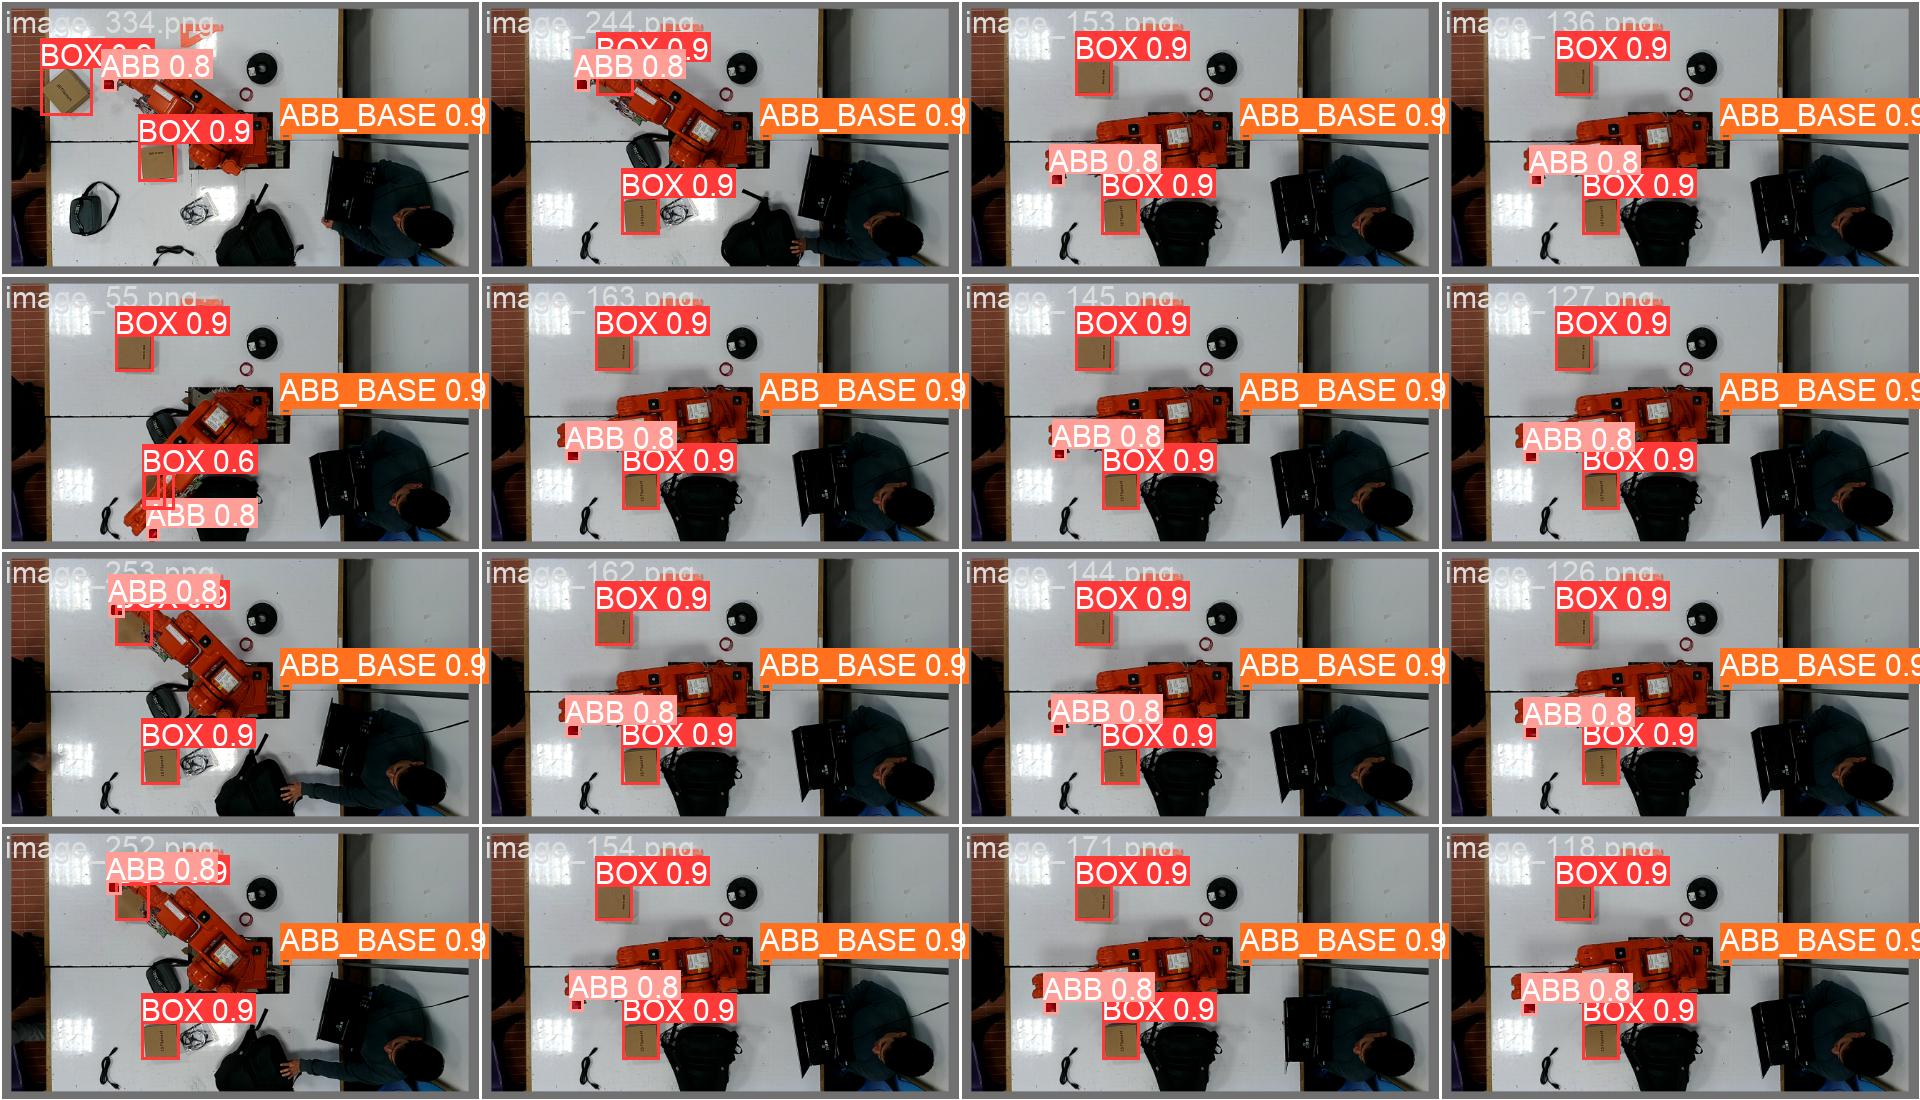 image_334.png
BOX 0.9
ABB 0.8
ABB_BASE 0.9
BOX 0.9
image_244.png
BOX 0.9
ABB 0.8
ABB_BASE 0.9
BOX 0.9
image_153.png
BOX 0.9
ABB_BASE 0.9
ABB 0.8
BOX 0.9
image_136.png
BOX 0.9
ABB_BASE 0.9
ABB 0.8
BOX 0.9
image_55.png
BOX 0.9
ABB_BASE 0.9
BOX 0.6
ABB 0.8
image_163.png
BOX 0.9
ABB_BASE 0.9
ABB 0.8
BOX 0.9
image_145.png
BOX 0.9
ABB_BASE 0.9
ABB 0.8
BOX 0.9
image_127.png
BOX 0.9
ABB_BASE 0.9
ABB 0.8
BOX 0.9
image_253.png
ABB 0.8
BOX 0.9
ABB_BASE 0.9
BOX 0.9
image_162.png
BOX 0.9
ABB_BASE 0.9
ABB 0.8
BOX 0.9
image_144.png
BOX 0.9
ABB_BASE 0.9
ABB 0.8
BOX 0.9
image_126.png
BOX 0.9
ABB_BASE 0.9
ABB 0.8
BOX 0.9
image_252.png
ABB 0.8
ABB_BASE 0.9
BOX 0.9
image_154.png
BOX 0.9
ABB_BASE 0.9
ABB 0.8
BOX 0.9
image_171.png
BOX 0.9
ABB_BASE 0.9
ABB 0.8
BOX 0.9
image_118.png
BOX 0.9
ABB_BASE 0.9
ABB 0.8
BOX 0.9